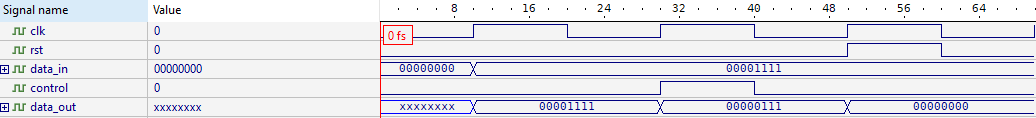 Signal name Value 8 16 24 32 40 48 56 64
clk 0 0 fs
rst 0
data_in 00000000 00000000 00001111
control 0
data_out xxxxxxxx xxxxxxxx 00001111 00000111 00000000